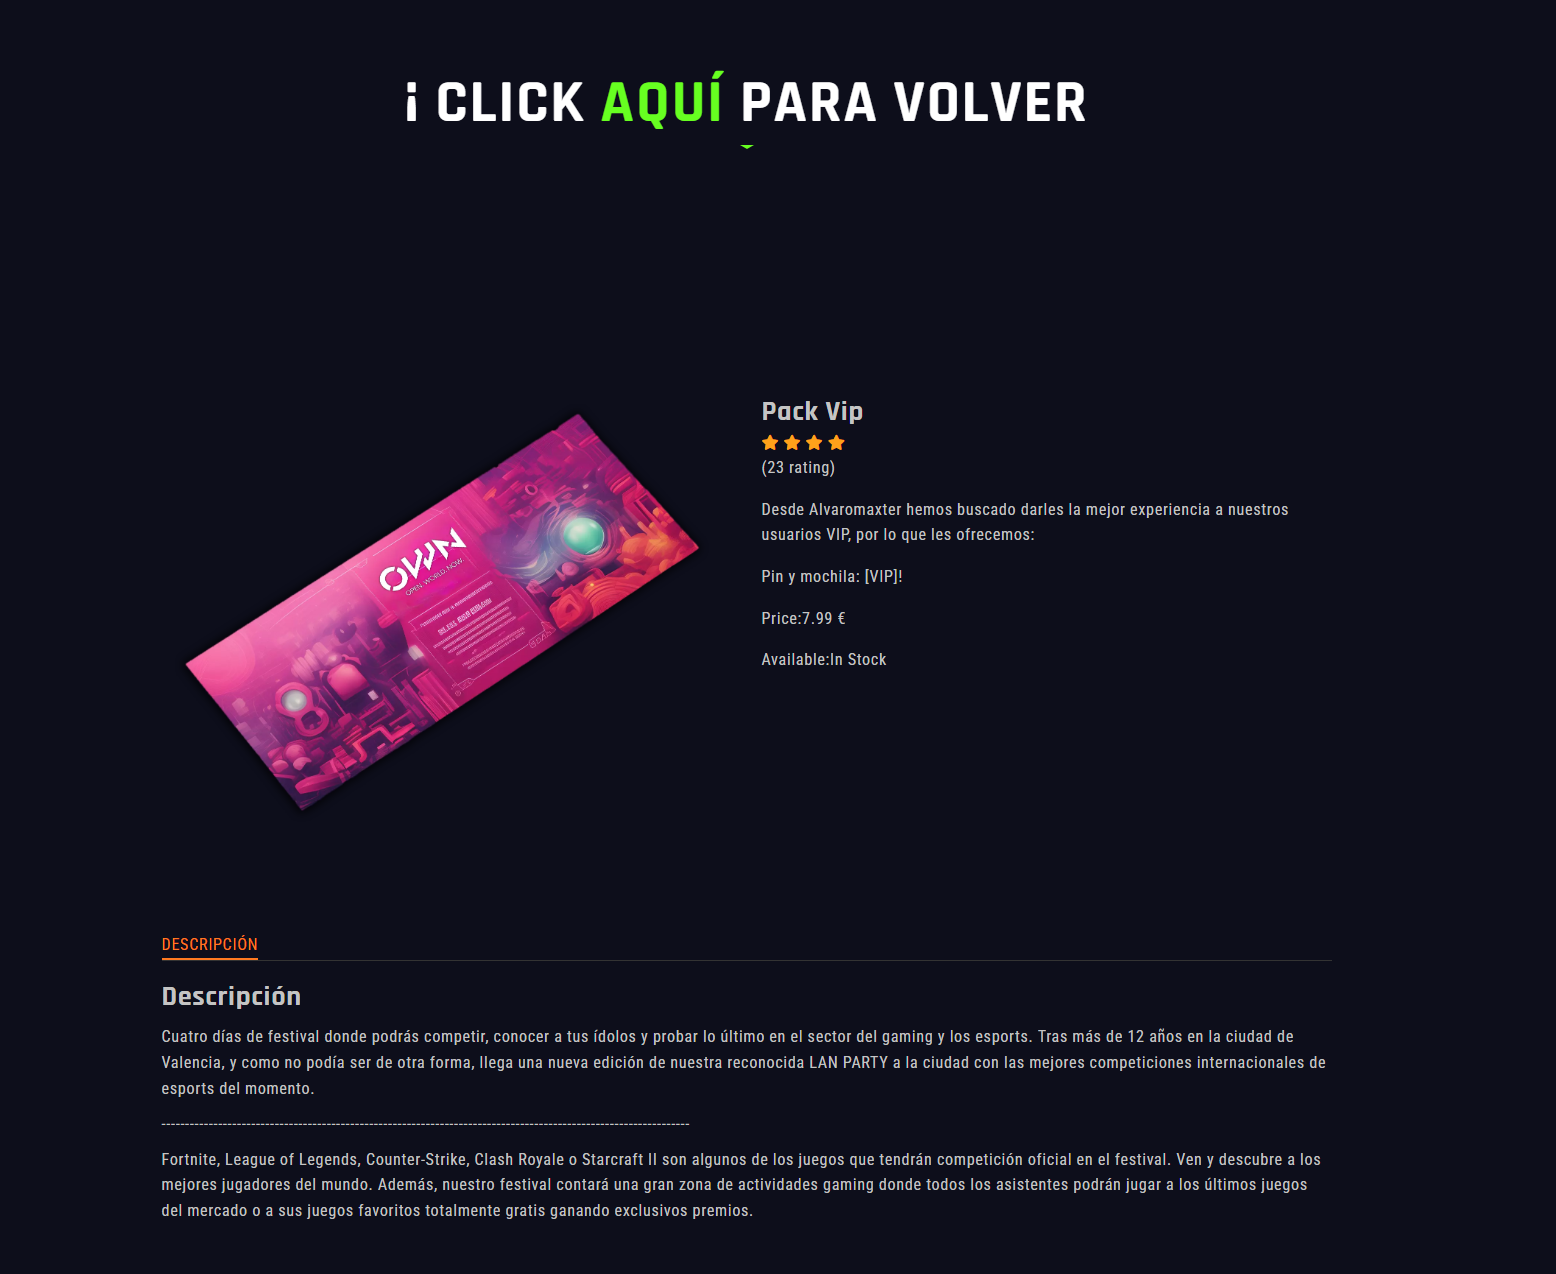 ¡ CLICK AQUÍ PARA VOLVER
Pack Vip
(23 rating)
Desde Alvaromaxter hemos buscado darles la mejor experiencia a nuestros
usuarios VIP, por lo que les ofrecemos:
Pin y mochila: [VIP]!
Price:7.99 €
Available:In Stock
OWN
OPEN. WORLD. NOW.
DESCRIPCIÓN
Descripción
Cuatro días de festival donde podrás competir, conocer a tus ídolos y probar lo último en el sector del gaming y los esports. Tras más de 12 años en la ciudad de
Valencia, y como no podía ser de otra forma, llega una nueva edición de nuestra reconocida LAN PARTY a la ciudad con las mejores competiciones internacionales de
esports del momento.
----------------------------------------------------------------------------------------------------------------
Fortnite, League of Legends, Counter-Strike, Clash Royale o Starcraft II son algunos de los juegos que tendrán competición oficial en el festival. Ven y descubre a los
mejores jugadores del mundo. Además, nuestro festival contará una gran zona de actividades gaming donde todos los asistentes podrán jugar a los últimos juegos
del mercado o a sus juegos favoritos totalmente gratis ganando exclusivos premios.